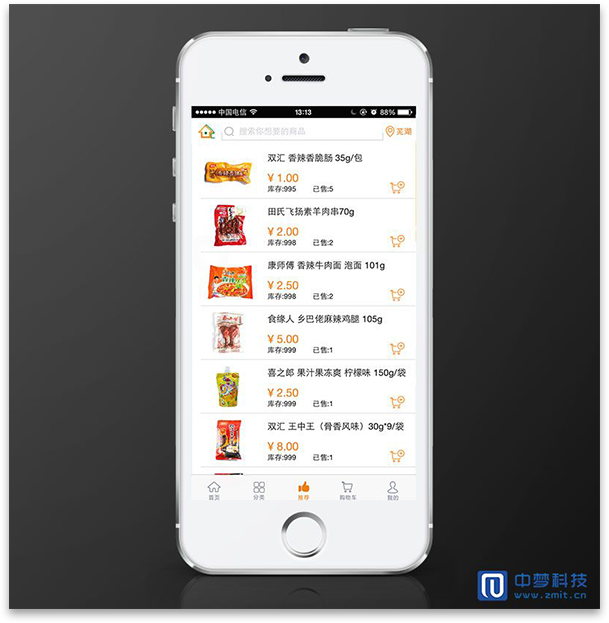 中国电信 13:13 88%
搜索你想要的商品 芜湖
双汇 香辣香脆肠 35g/包
¥ 1.00
库存:995 已售:5
田氏飞扬素羊肉串70g
¥ 2.00
库存:998 已售:2
康师傅 香辣牛肉面 泡面 101g
¥ 2.50
库存:998 已售:2
食缘人 乡巴佬麻辣鸡腿 105g
¥ 5.00
库存:999 已售:1
喜之郎 果汁果冻爽 柠檬味 150g/袋
¥ 2.50
库存:999 已售:1
双汇 王中王（骨香风味）30g*9/袋
¥ 8.00
库存:999 已售:1
首页 分类 推荐 购物车 我的
中梦科技
www.zmit.cn